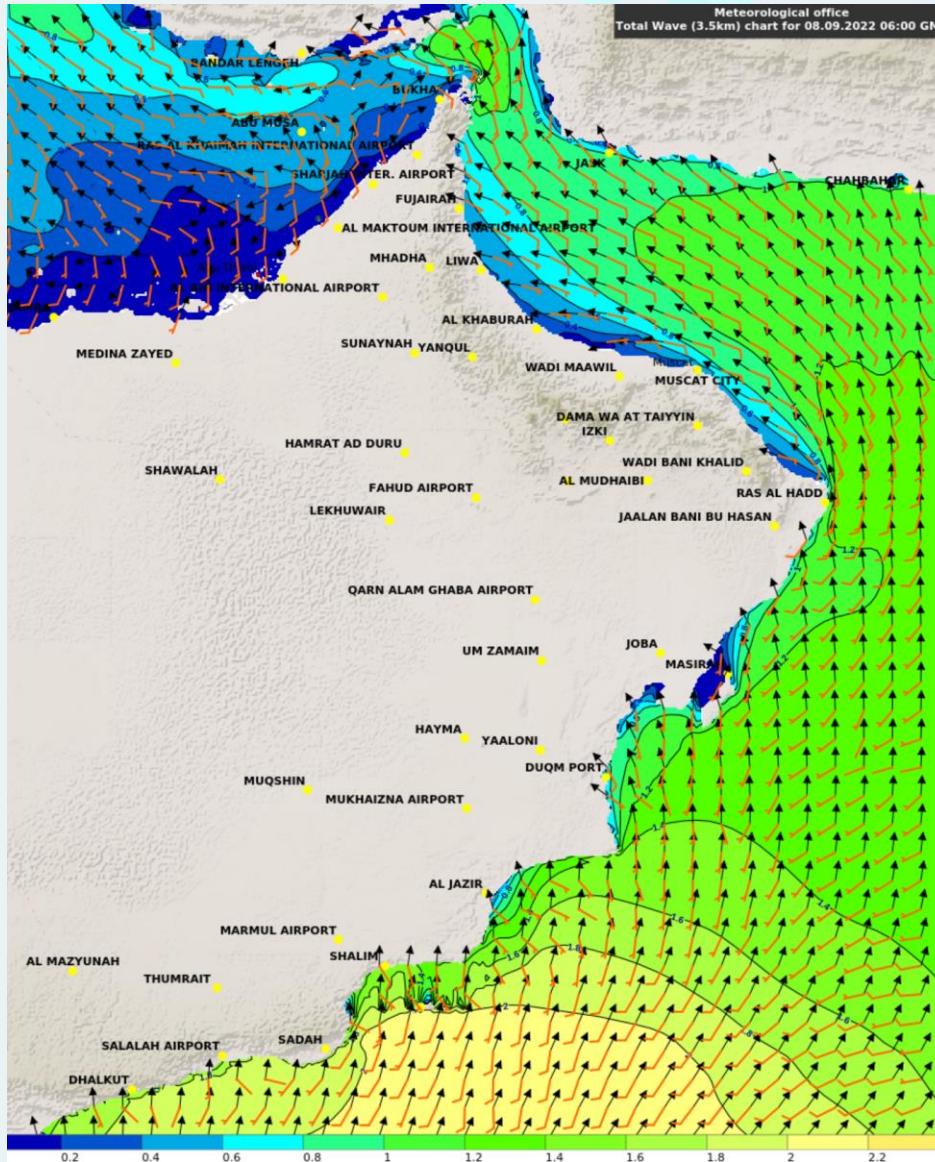 Meteorological office
Total Wave (3.5km) chart for 08.09.2022 06:00 GM
BANDAR LENGEH
BUKHA
ABU MUSA
RAS AL KHAIMAH INTERNATIONAL AIRPORT
JASK
SHARJAH INTER. AIRPORT
CHAHBAHAR
FUJAIRAH
AL MAKTOUM INTERNATIONAL AIRPORT
MHADHA
LIWA
AL AIN INTERNATIONAL AIRPORT
AL KHABURAH
SUNAYNAH
YANQUL
MEDINA ZAYED
WADI MAAWIL
Muscat
MUSCAT CITY
DAMA WA AT TAIYYIN
IZKI
HAMRAT AD DURU
WADI BANI KHALID
SHAWALAH
AL MUDHAIBI
FAHUD AIRPORT
RAS AL HADD
LEKHUWAIR
JAALAN BANI BU HASAN
QARN ALAM GHABA AIRPORT
JOBA
UM ZAMAIM
MASIRA
HAYMA
YAALONI
DUQM PORT
MUQSHIN
MUKHAIZNA AIRPORT
AL JAZIR
MARMUL AIRPORT
SHALIM
AL MAZYUNAH
THUMRAIT
SADAH
SALALAH AIRPORT
DHALKUT
0.2 0.4 0.6 0.8 1 1.2 1.4 1.6 1.8 2 2.2